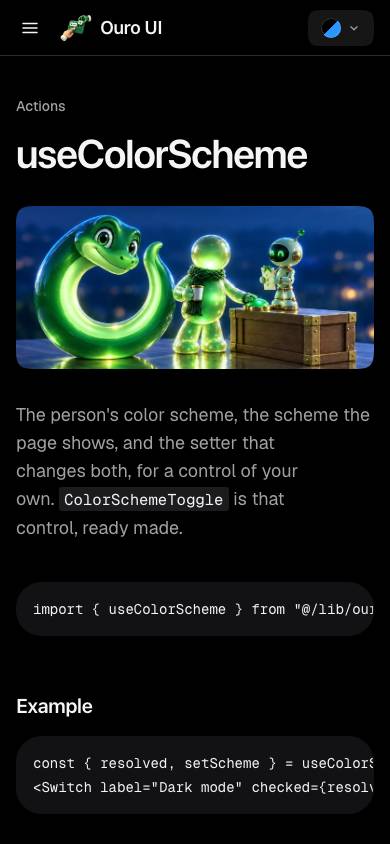 Ouro UI
Actions
useColorScheme
The person's color scheme, the scheme the
page shows, and the setter that
changes both, for a control of your
own. ColorSchemeToggle is that
control, ready made.
import { useColorScheme } from "@/lib/our
Example
const { resolved, setScheme } = useColorS
<Switch label="Dark mode" checked={resolv